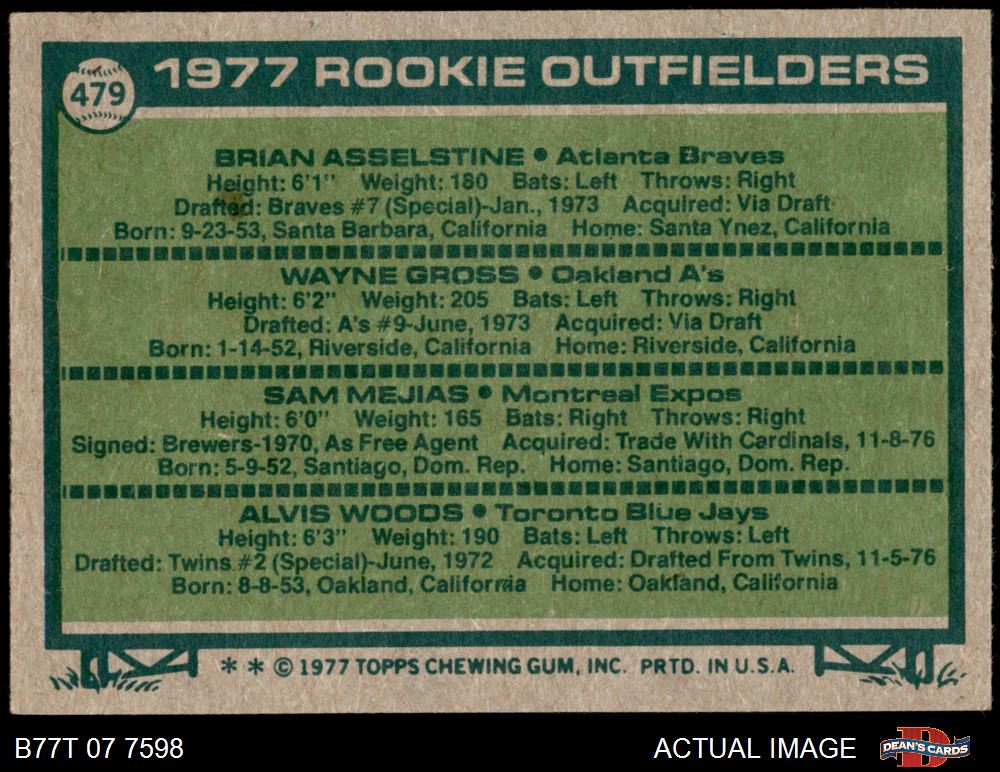 479
1977 ROOKIE OUTFIELDERS
BRIAN ASSELSTINE • Atlanta Braves
Height: 6'1" Weight: 180 Bats: Left Throws: Right
Drafted: Braves #7 (Special)-Jan., 1973 Acquired: Via Draft
Born: 9-23-53, Santa Barbara, California Home: Santa Ynez, California
WAYNE GROSS • Oakland A's
Height: 6'2" Weight: 205 Bats: Left Throws: Right
Drafted: A's #9-June, 1973 Acquired: Via Draft
Born: 1-14-52, Riverside, California Home: Riverside, California
SAM MEJIAS • Montreal Expos
Height: 6'0" Weight: 165 Bats: Right Throws: Right
Signed: Brewers-1970, As Free Agent Acquired: Trade With Cardinals, 11-8-76
Born: 5-9-52, Santiago, Dom. Rep. Home: Santiago, Dom. Rep.
ALVIS WOODS • Toronto Blue Jays
Height: 6'3" Weight: 190 Bats: Left Throws: Left
Drafted: Twins #2 (Special)-June, 1972 Acquired: Drafted From Twins, 11-5-76
Born: 8-8-53, Oakland, California Home: Oakland, California
* * © 1977 TOPPS CHEWING GUM, INC. PRTD. IN U.S.A.
B77T 07 7598 ACTUAL IMAGE DEAN'S CARDS